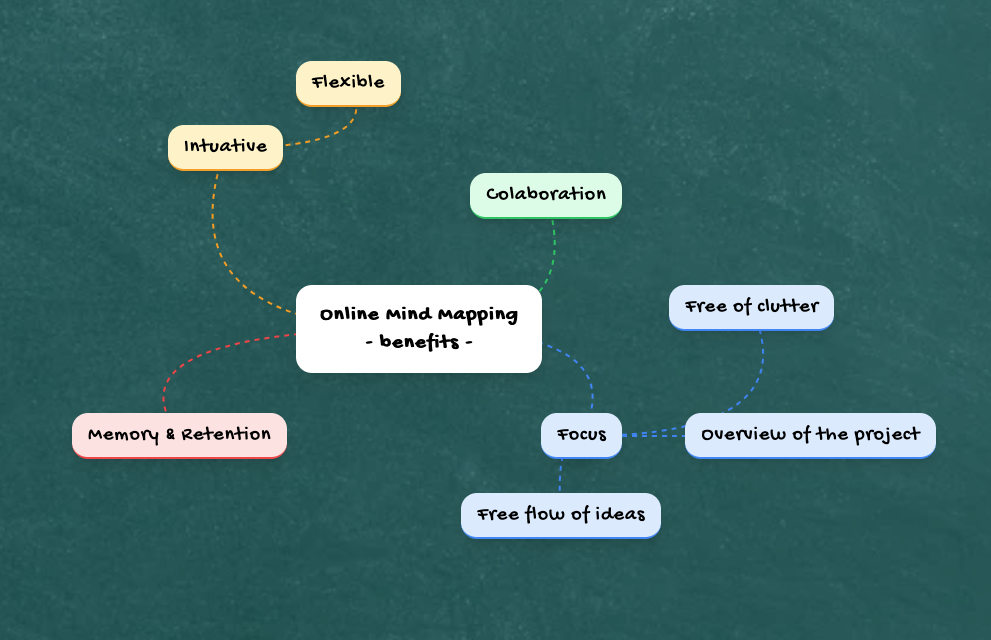 Flexible
Intuative
Colaboration
Online Mind Mapping
- benefits -
Free of clutter
Memory & Retention
Focus
Overview of the project
Free flow of ideas